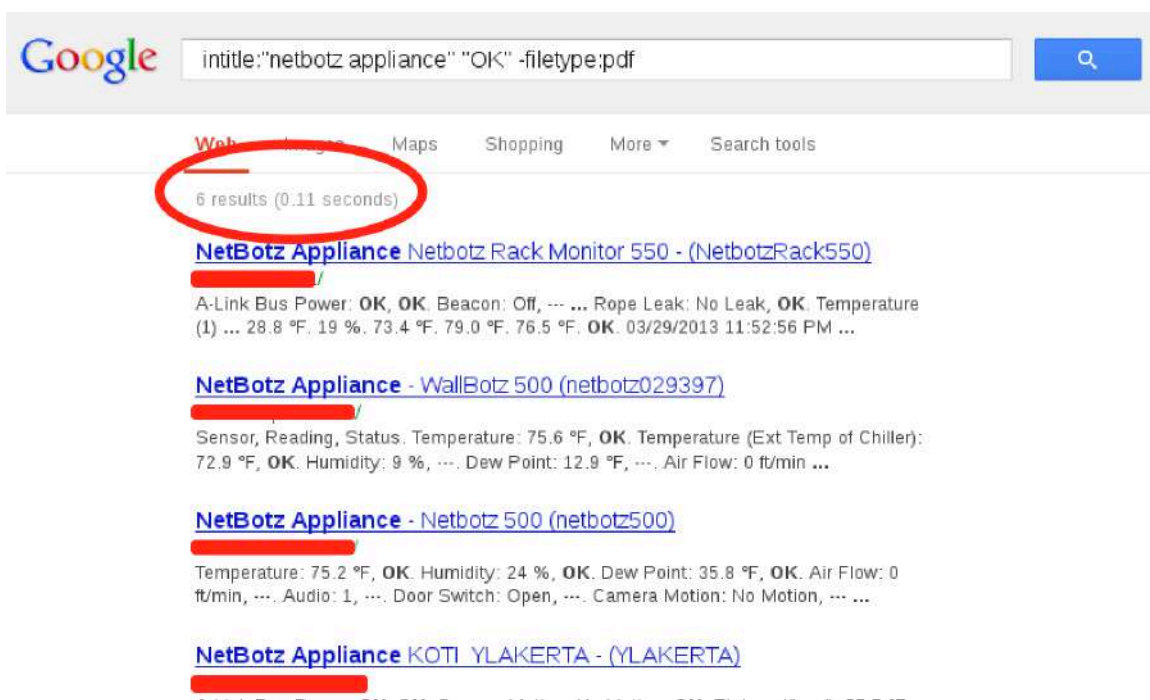 Google intitle:"netbotz appliance" "OK" -filetype:pdf
Web Images Maps Shopping More Search tools
6 results (0.11 seconds)
NetBotz Appliance Netbotz Rack Monitor 550 - (NetbotzRack550)
A-Link Bus Power: OK, OK. Beacon: Off, --- ... Rope Leak: No Leak, OK. Temperature
(1) ... 28.8 °F. 19 %. 73.4 °F. 79.0 °F. 76.5 °F. OK. 03/29/2013 11:52:56 PM ...
NetBotz Appliance - WallBotz 500 (netbotz029397)
Sensor, Reading, Status. Temperature: 75.6 °F, OK. Temperature (Ext Temp of Chiller):
72.9 °F, OK. Humidity: 9 %, ---. Dew Point: 12.9 °F, ---. Air Flow: 0 ft/min ...
NetBotz Appliance - Netbotz 500 (netbotz500)
Temperature: 75.2 °F, OK. Humidity: 24 %, OK. Dew Point: 35.8 °F, OK. Air Flow: 0
ft/min, ---. Audio: 1, ---. Door Switch: Open, ---. Camera Motion: No Motion, --- ...
NetBotz Appliance KOTI YLAKERTA - (YLAKERTA)